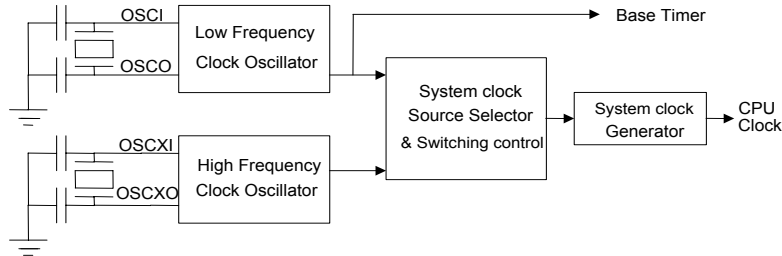 OSCI
OSCO
Low Frequency
Clock Oscillator
Base Timer
System clock
Source Selector
& Switching control
System clock
Generator
CPU
Clock
OSCXI
OSCXO
High Frequency
Clock Oscillator